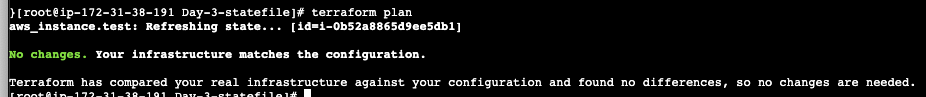 }[root@ip-172-31-38-191 Day-3-statefile]# terraform plan
aws_instance.test: Refreshing state... [id=i-0b52a8865d9ee5db1]
No changes. Your infrastructure matches the configuration.
Terraform has compared your real infrastructure against your configuration and found no differences, so no changes are needed.
[root@ip-172-31-38-191 Day-3-statefile]#